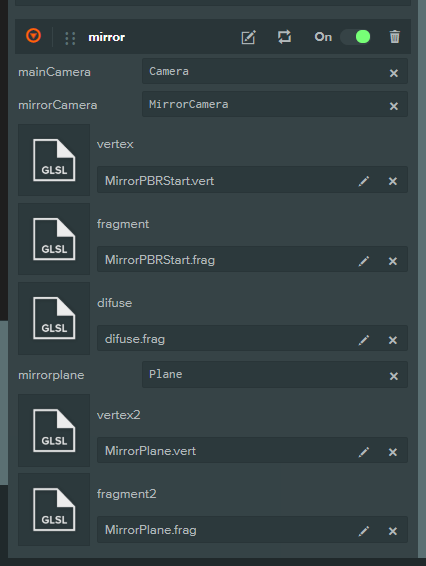 mirror
On
mainCamera
Camera
mirrorCamera
MirrorCamera
GLSL
vertex
MirrorPBRStart.vert
GLSL
fragment
MirrorPBRStart.frag
GLSL
difuse
difuse.frag
mirrorplane
Plane
GLSL
vertex2
MirrorPlane.vert
GLSL
fragment2
MirrorPlane.frag